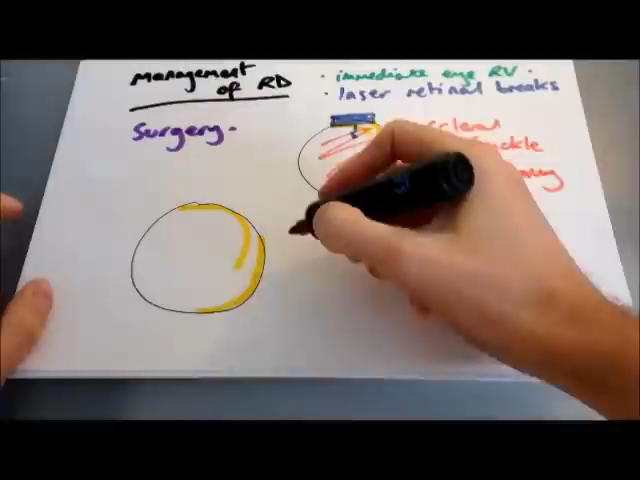 management
of RD
• immediate eye RV •
• laser retinal breaks
Surgery.